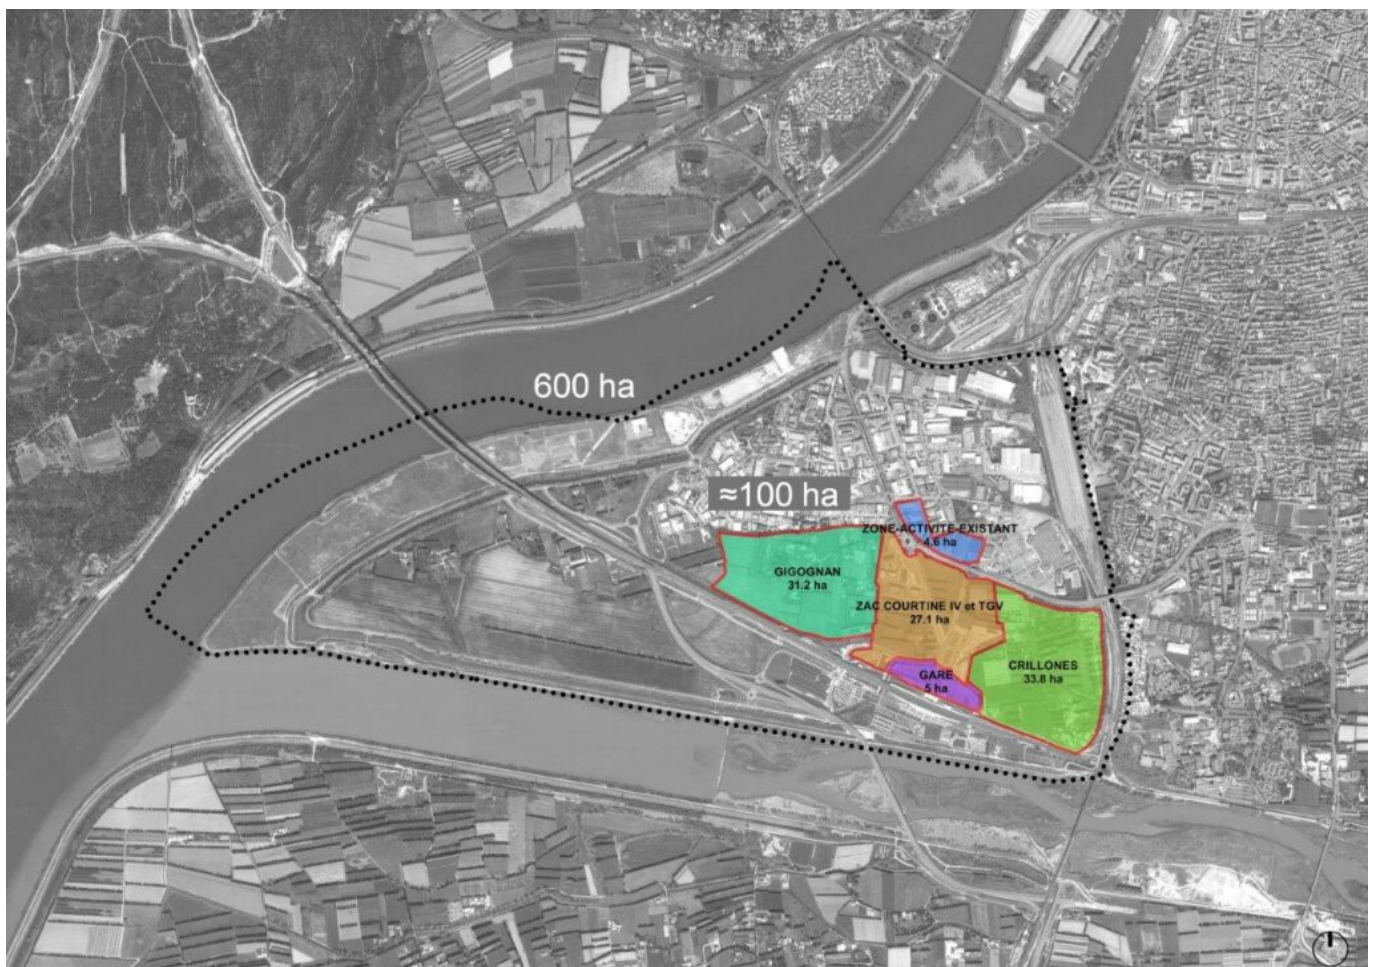 600 ha
≈100 ha
ZONE-ACTIVITE-EXISTANT
4.6 ha
GIGOGNAN
31.2 ha
ZAC COURTINE IV et TGV
27.1 ha
CRILLONES
33.8 ha
GARE
5 ha